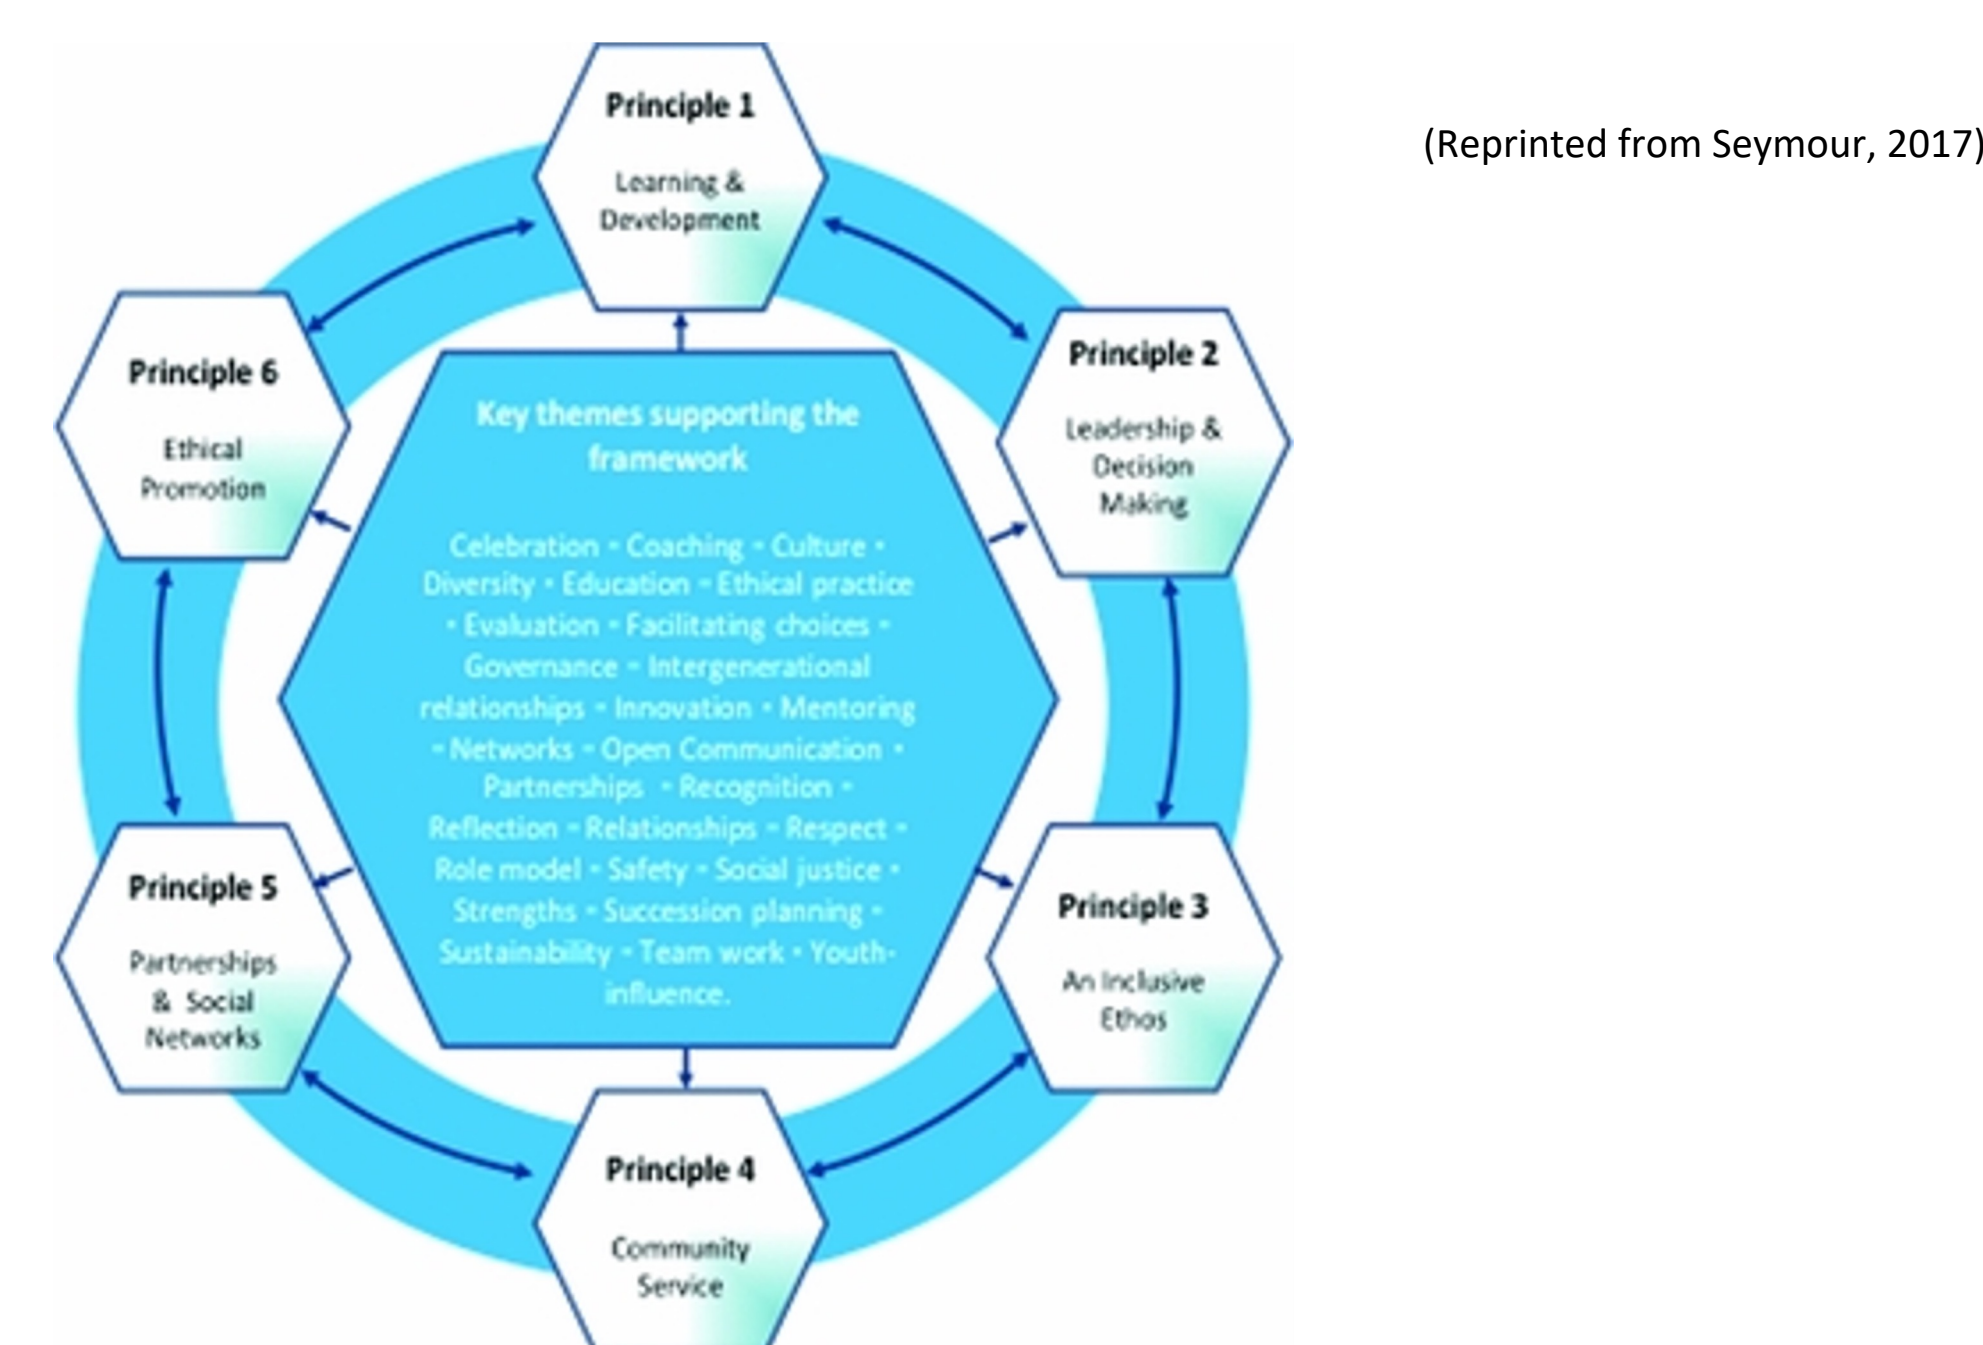 (Reprinted from Seymour, 2017)
Principle 1
Learning &
Development
Principle 2
Leadership &
Decision
Making
Principle 3
An Inclusive
Ethos
Principle 4
Community
Service
Principle 5
Partnerships
& Social
Networks
Principle 6
Ethical
Promotion
Key themes supporting the
framework
Celebration - Coaching - Culture -
Diversity - Education - Ethical practice
- Evaluation - Facilitating choices -
Governance - Intergenerational
relationships - Innovation - Mentoring
- Networks - Open Communication -
Partnerships - Recognition -
Reflection - Relationships - Respect -
Role model - Safety - Social justice -
Strengths - Succession planning -
Sustainability - Team work - Youth-
influence.